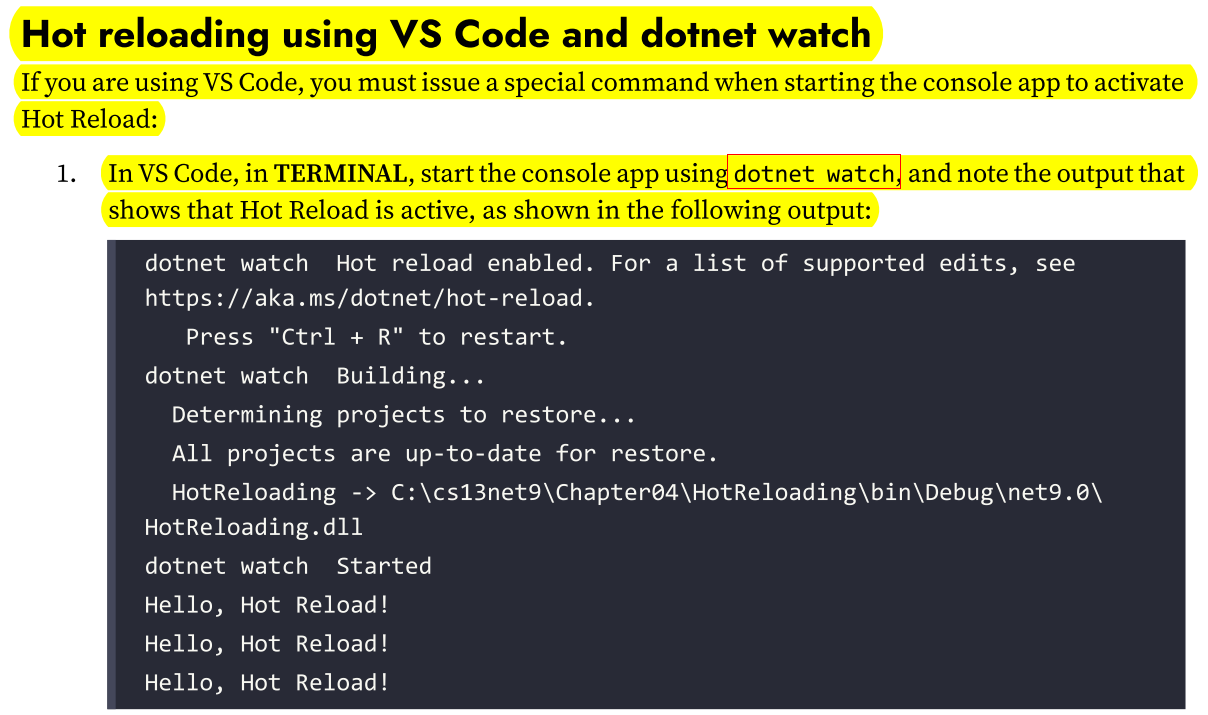 Hot reloading using VS Code and dotnet watch
If you are using VS Code, you must issue a special command when starting the console app to activate
Hot Reload:
1. In VS Code, in TERMINAL, start the console app using dotnet watch, and note the output that
shows that Hot Reload is active, as shown in the following output:
dotnet watch  Hot reload enabled. For a list of supported edits, see
https://aka.ms/dotnet/hot-reload.
   Press "Ctrl + R" to restart.
dotnet watch  Building...
  Determining projects to restore...
  All projects are up-to-date for restore.
  HotReloading -> C:\cs13net9\Chapter04\HotReloading\bin\Debug\net9.0\
HotReloading.dll
dotnet watch  Started
Hello, Hot Reload!
Hello, Hot Reload!
Hello, Hot Reload!